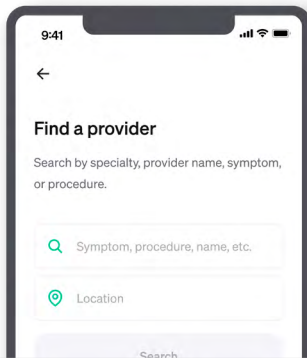 9:41
Find a provider
Search by specialty, provider name, symptom,
or procedure.
Symptom, procedure, name, etc.
Location
Search